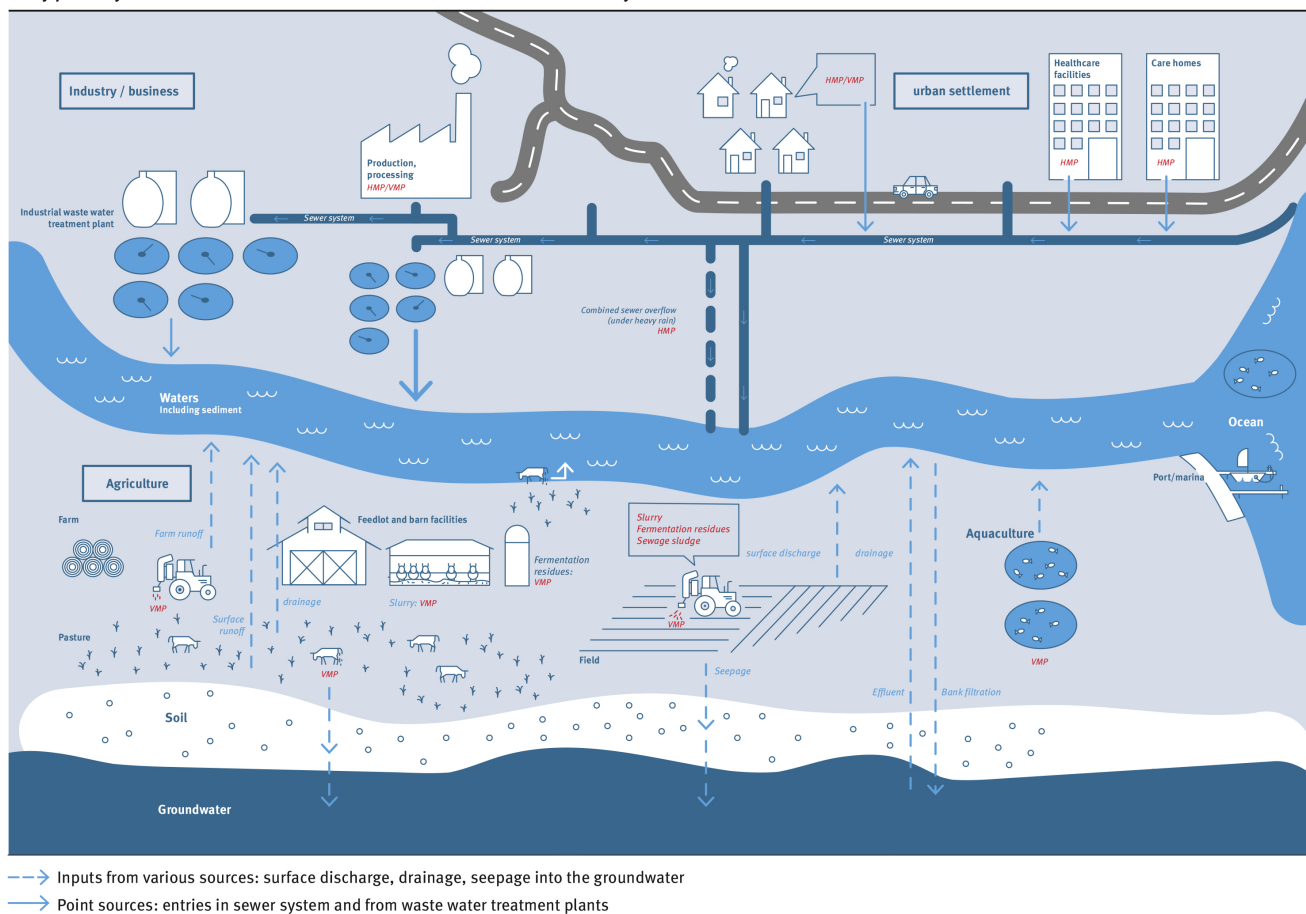 Industry / business
urban settlement
HMP/VMP
Healthcare
facilities
HMP
Care homes
HMP
Production,
processing
HMP/VMP
Industrial waste water
treatment plant
Sewer system
Sewer system
Sewer system
Combined sewer overflow
(under heavy rain)
HMP
Waters
Including sediment
Ocean
Port/marina
Agriculture
Farm
Farm runoff
VMP
Feedlot and barn facilities
Fermentation
residues:
VMP
drainage
Slurry: VMP
Surface
runoff
Pasture
VMP
Slurry
Fermentation residues
Sewage sludge
VMP
Field
surface discharge
drainage
Aquaculture
VMP
Seepage
Effluent
Bank filtration
Soil
Groundwater
Inputs from various sources: surface discharge, drainage, seepage into the groundwater
Point sources: entries in sewer system and from waste water treatment plants